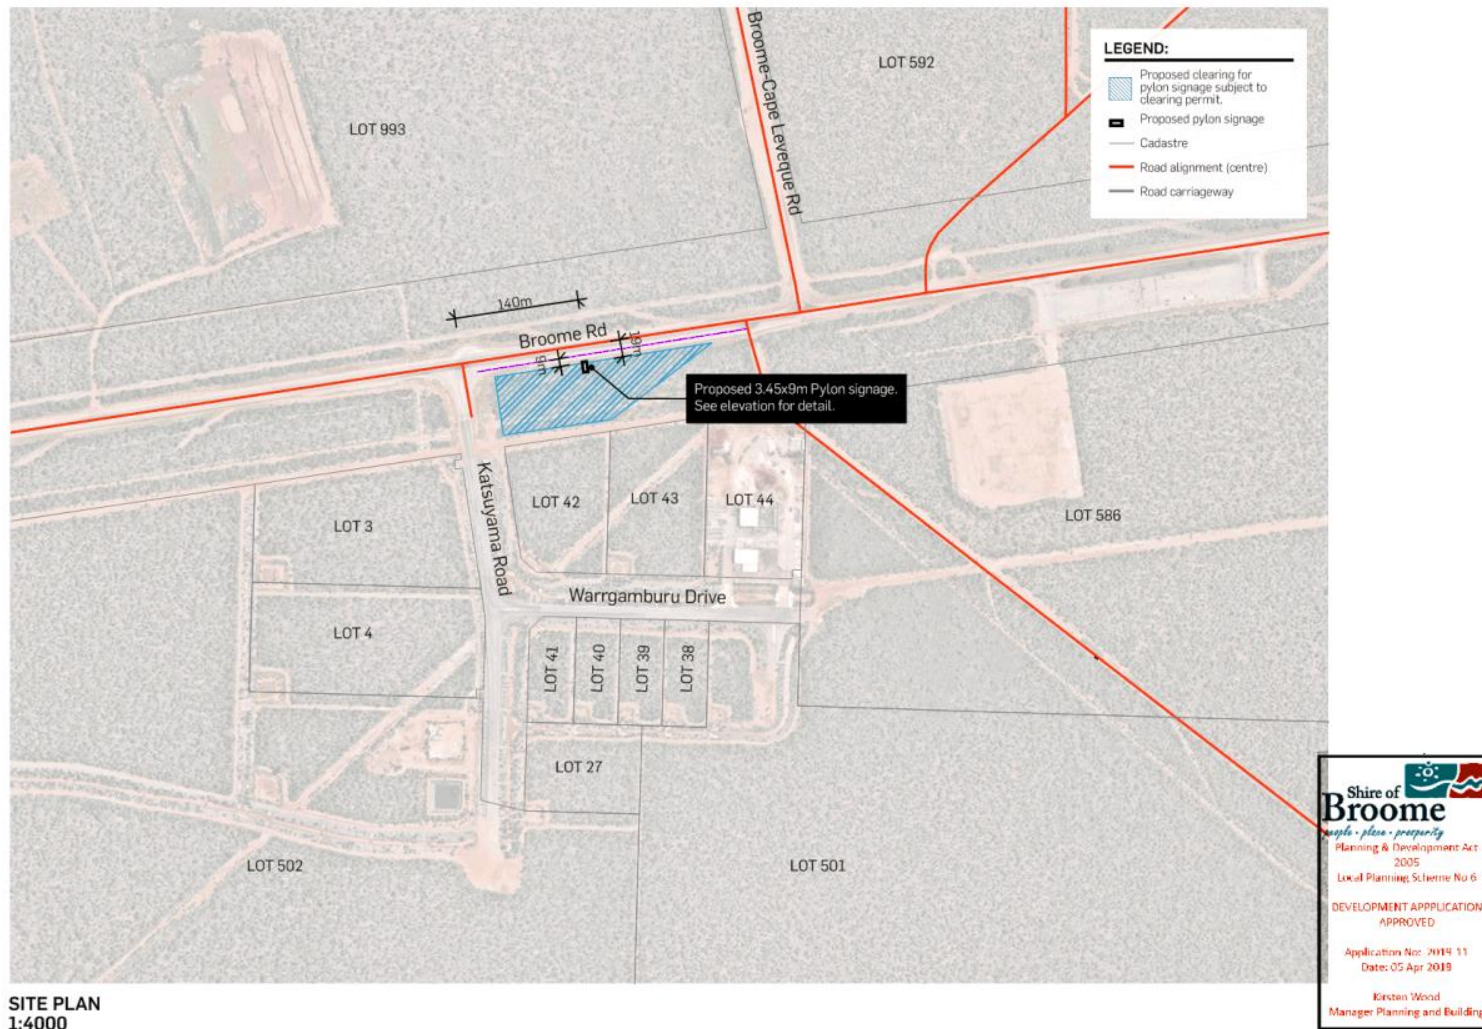 Broome-Cape Leveque Rd
LOT 592
LEGEND:
Proposed clearing for
pylon signage subject to
clearing permit.
Proposed pylon signage
Cadastre
Road alignment (centre)
Road carriageway
LOT 993
140m
Broome Rd
19m
9m
Proposed 3.45x9m Pylon signage.
See elevation for detail.
Katsuyama Road
LOT 42
LOT 43
LOT 44
LOT 3
LOT 586
Warrgamburu Drive
LOT 4
LOT 41
LOT 40
LOT 39
LOT 38
LOT 27
LOT 502
LOT 501
SITE PLAN
1:4000
Shire of
Broome
people • place • prosperity
Planning & Development Act
2005
Local Planning Scheme No 6
DEVELOPMENT APPPLICATION
APPROVED
Application No: 2019 11
Date: 05 Apr 2019
Kirsten Wood
Manager Planning and Building